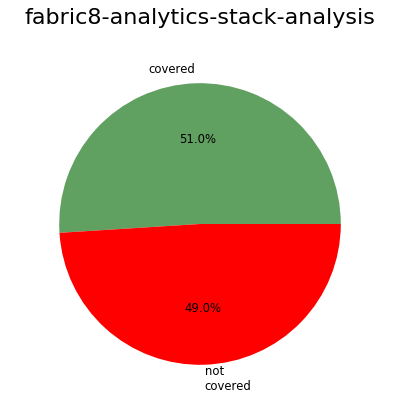 fabric8-analytics-stack-analysis
covered
51.0%
49.0%
not
covered